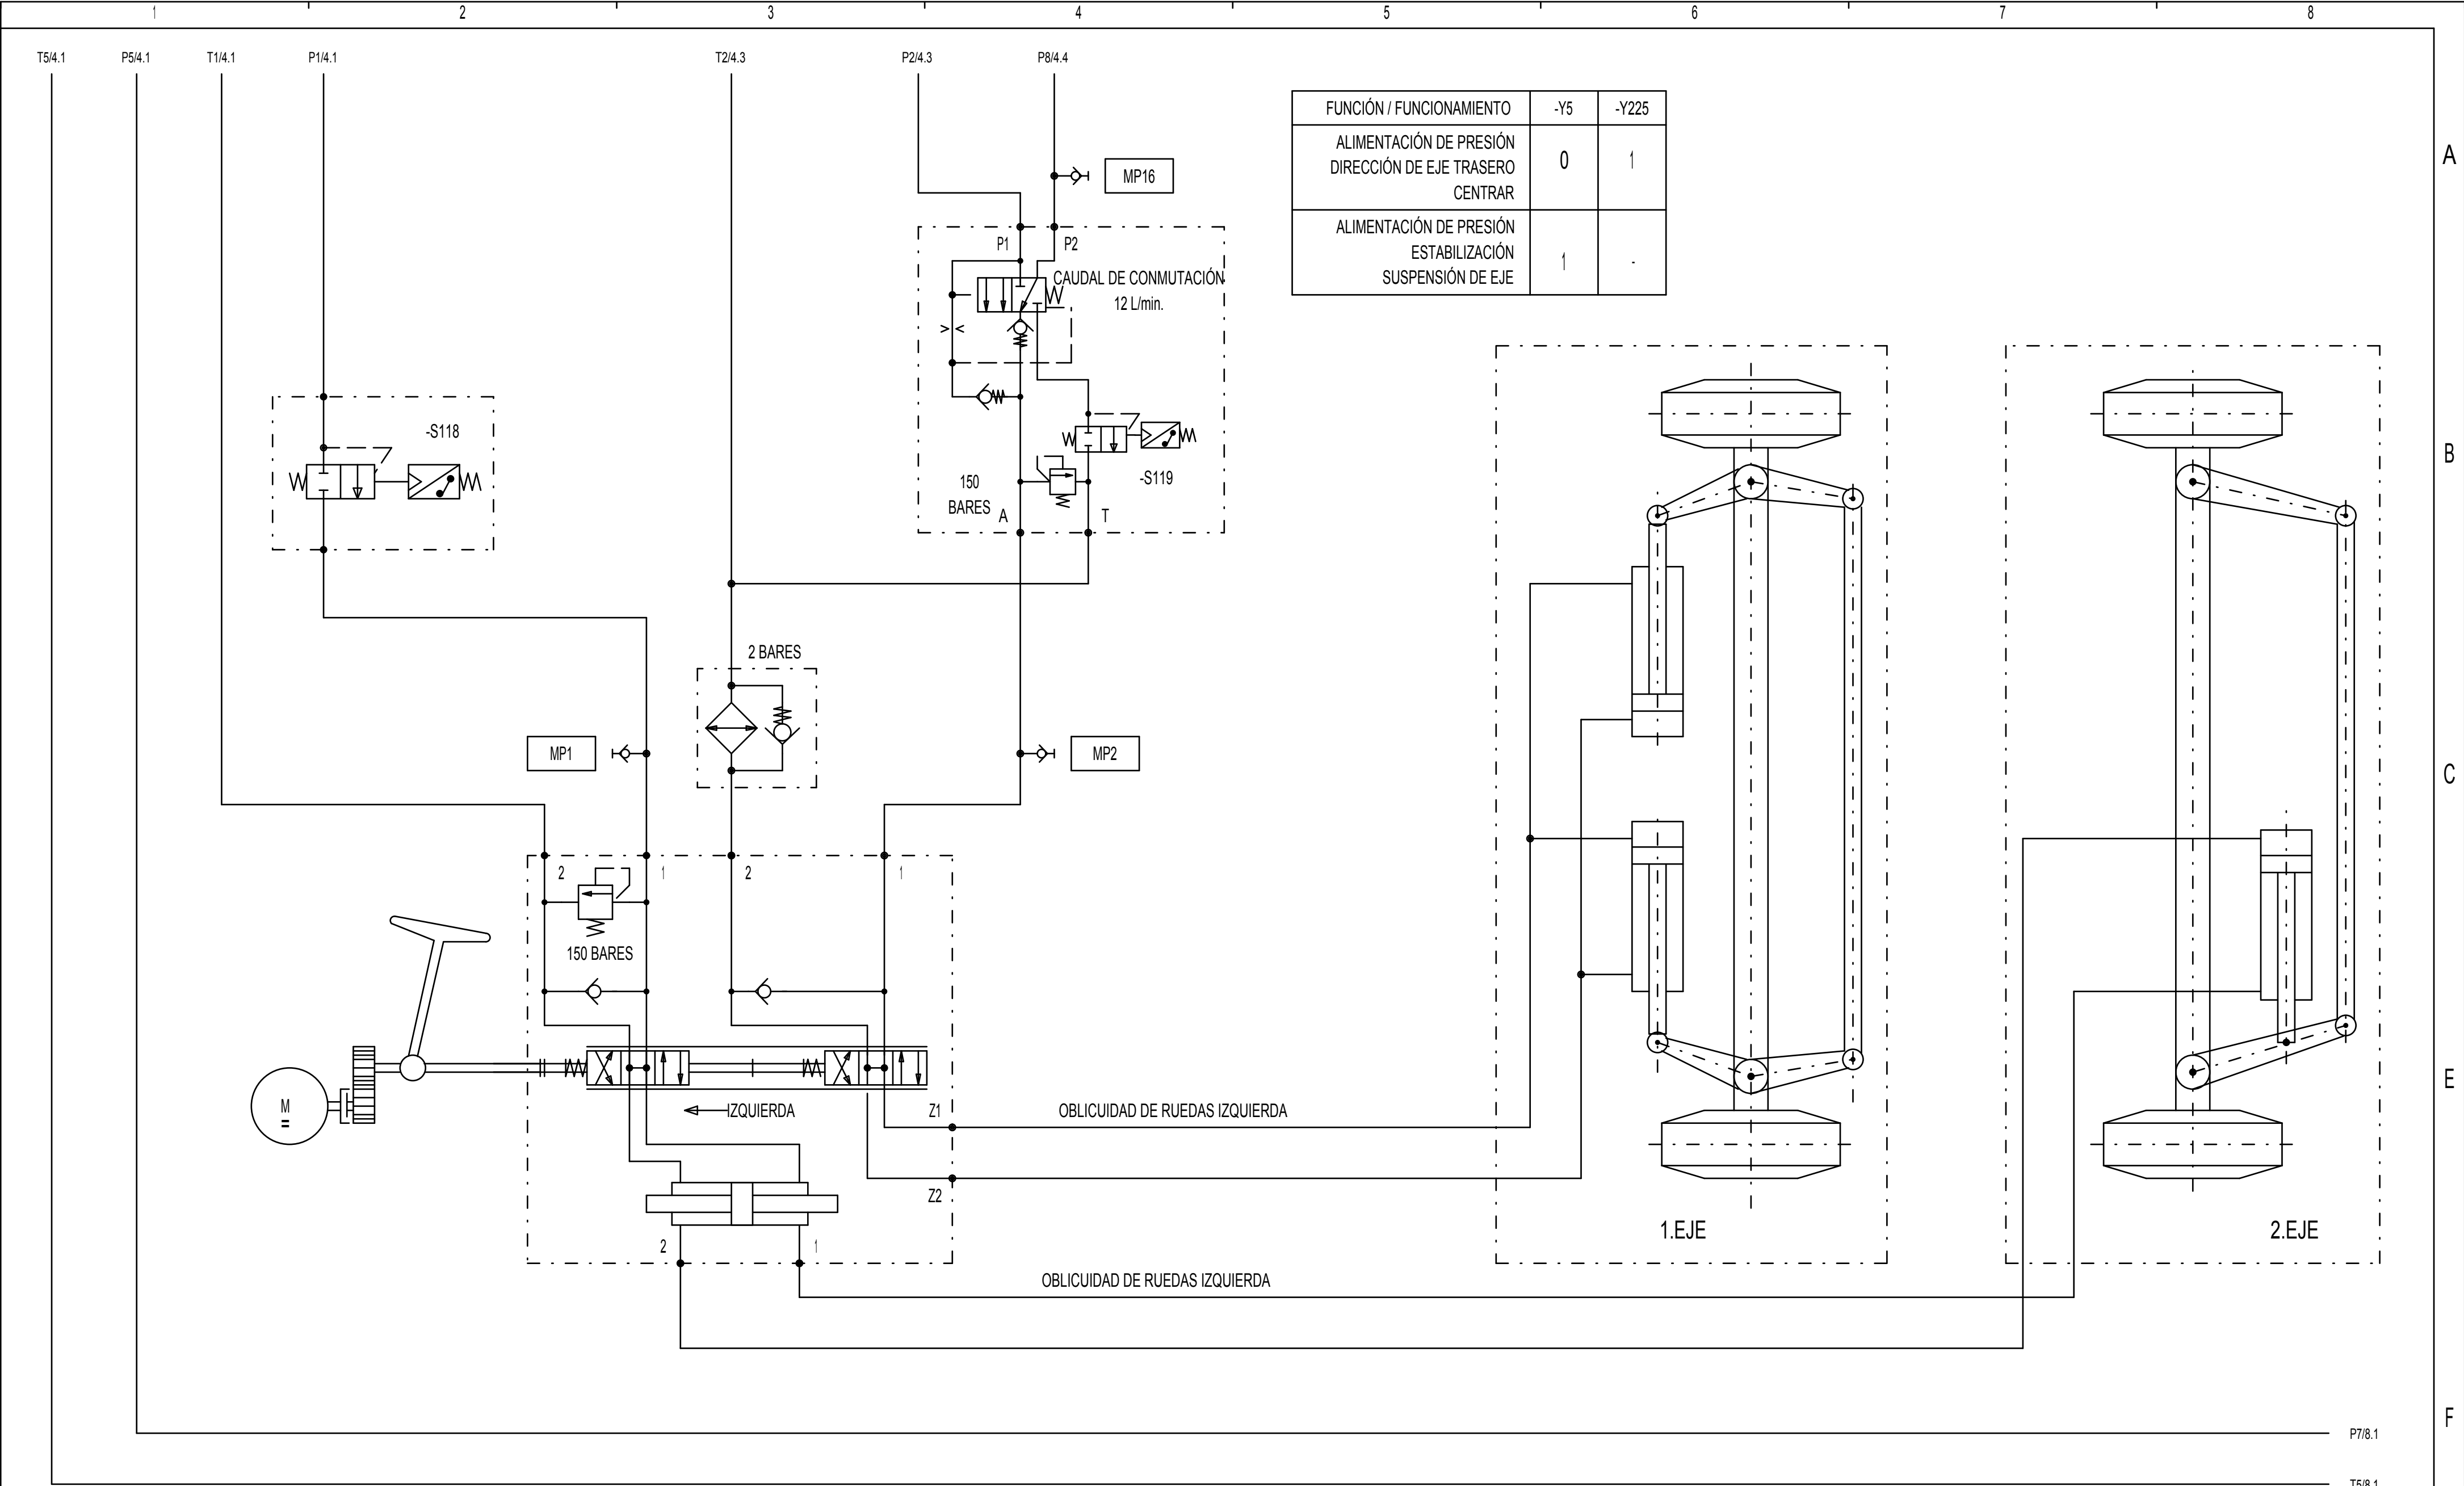 1 2 3 4 5 6 7 8
T5/4.1 P5/4.1 T1/4.1 P1/4.1 T2/4.3 P2/4.3 P8/4.4
FUNCIÓN / FUNCIONAMIENTO -Y5 -Y225
ALIMENTACIÓN DE PRESIÓN
DIRECCIÓN DE EJE TRASERO
CENTRAR
0 1
ALIMENTACIÓN DE PRESIÓN
ESTABILIZACIÓN
SUSPENSIÓN DE EJE
1 -
A
MP16
P1 P2
CAUDAL DE CONMUTACIÓN
12 L/min.
-S118
B
-S119
150
BARES
A T
2 BARES
MP1
MP2
C
2 1 2 1
150 BARES
M
=
IZQUIERDA
Z1
OBLICUIDAD DE RUEDAS IZQUIERDA
E
Z2
1.EJE
2.EJE
2 1
OBLICUIDAD DE RUEDAS IZQUIERDA
F
P7/8.1
T5/8.1